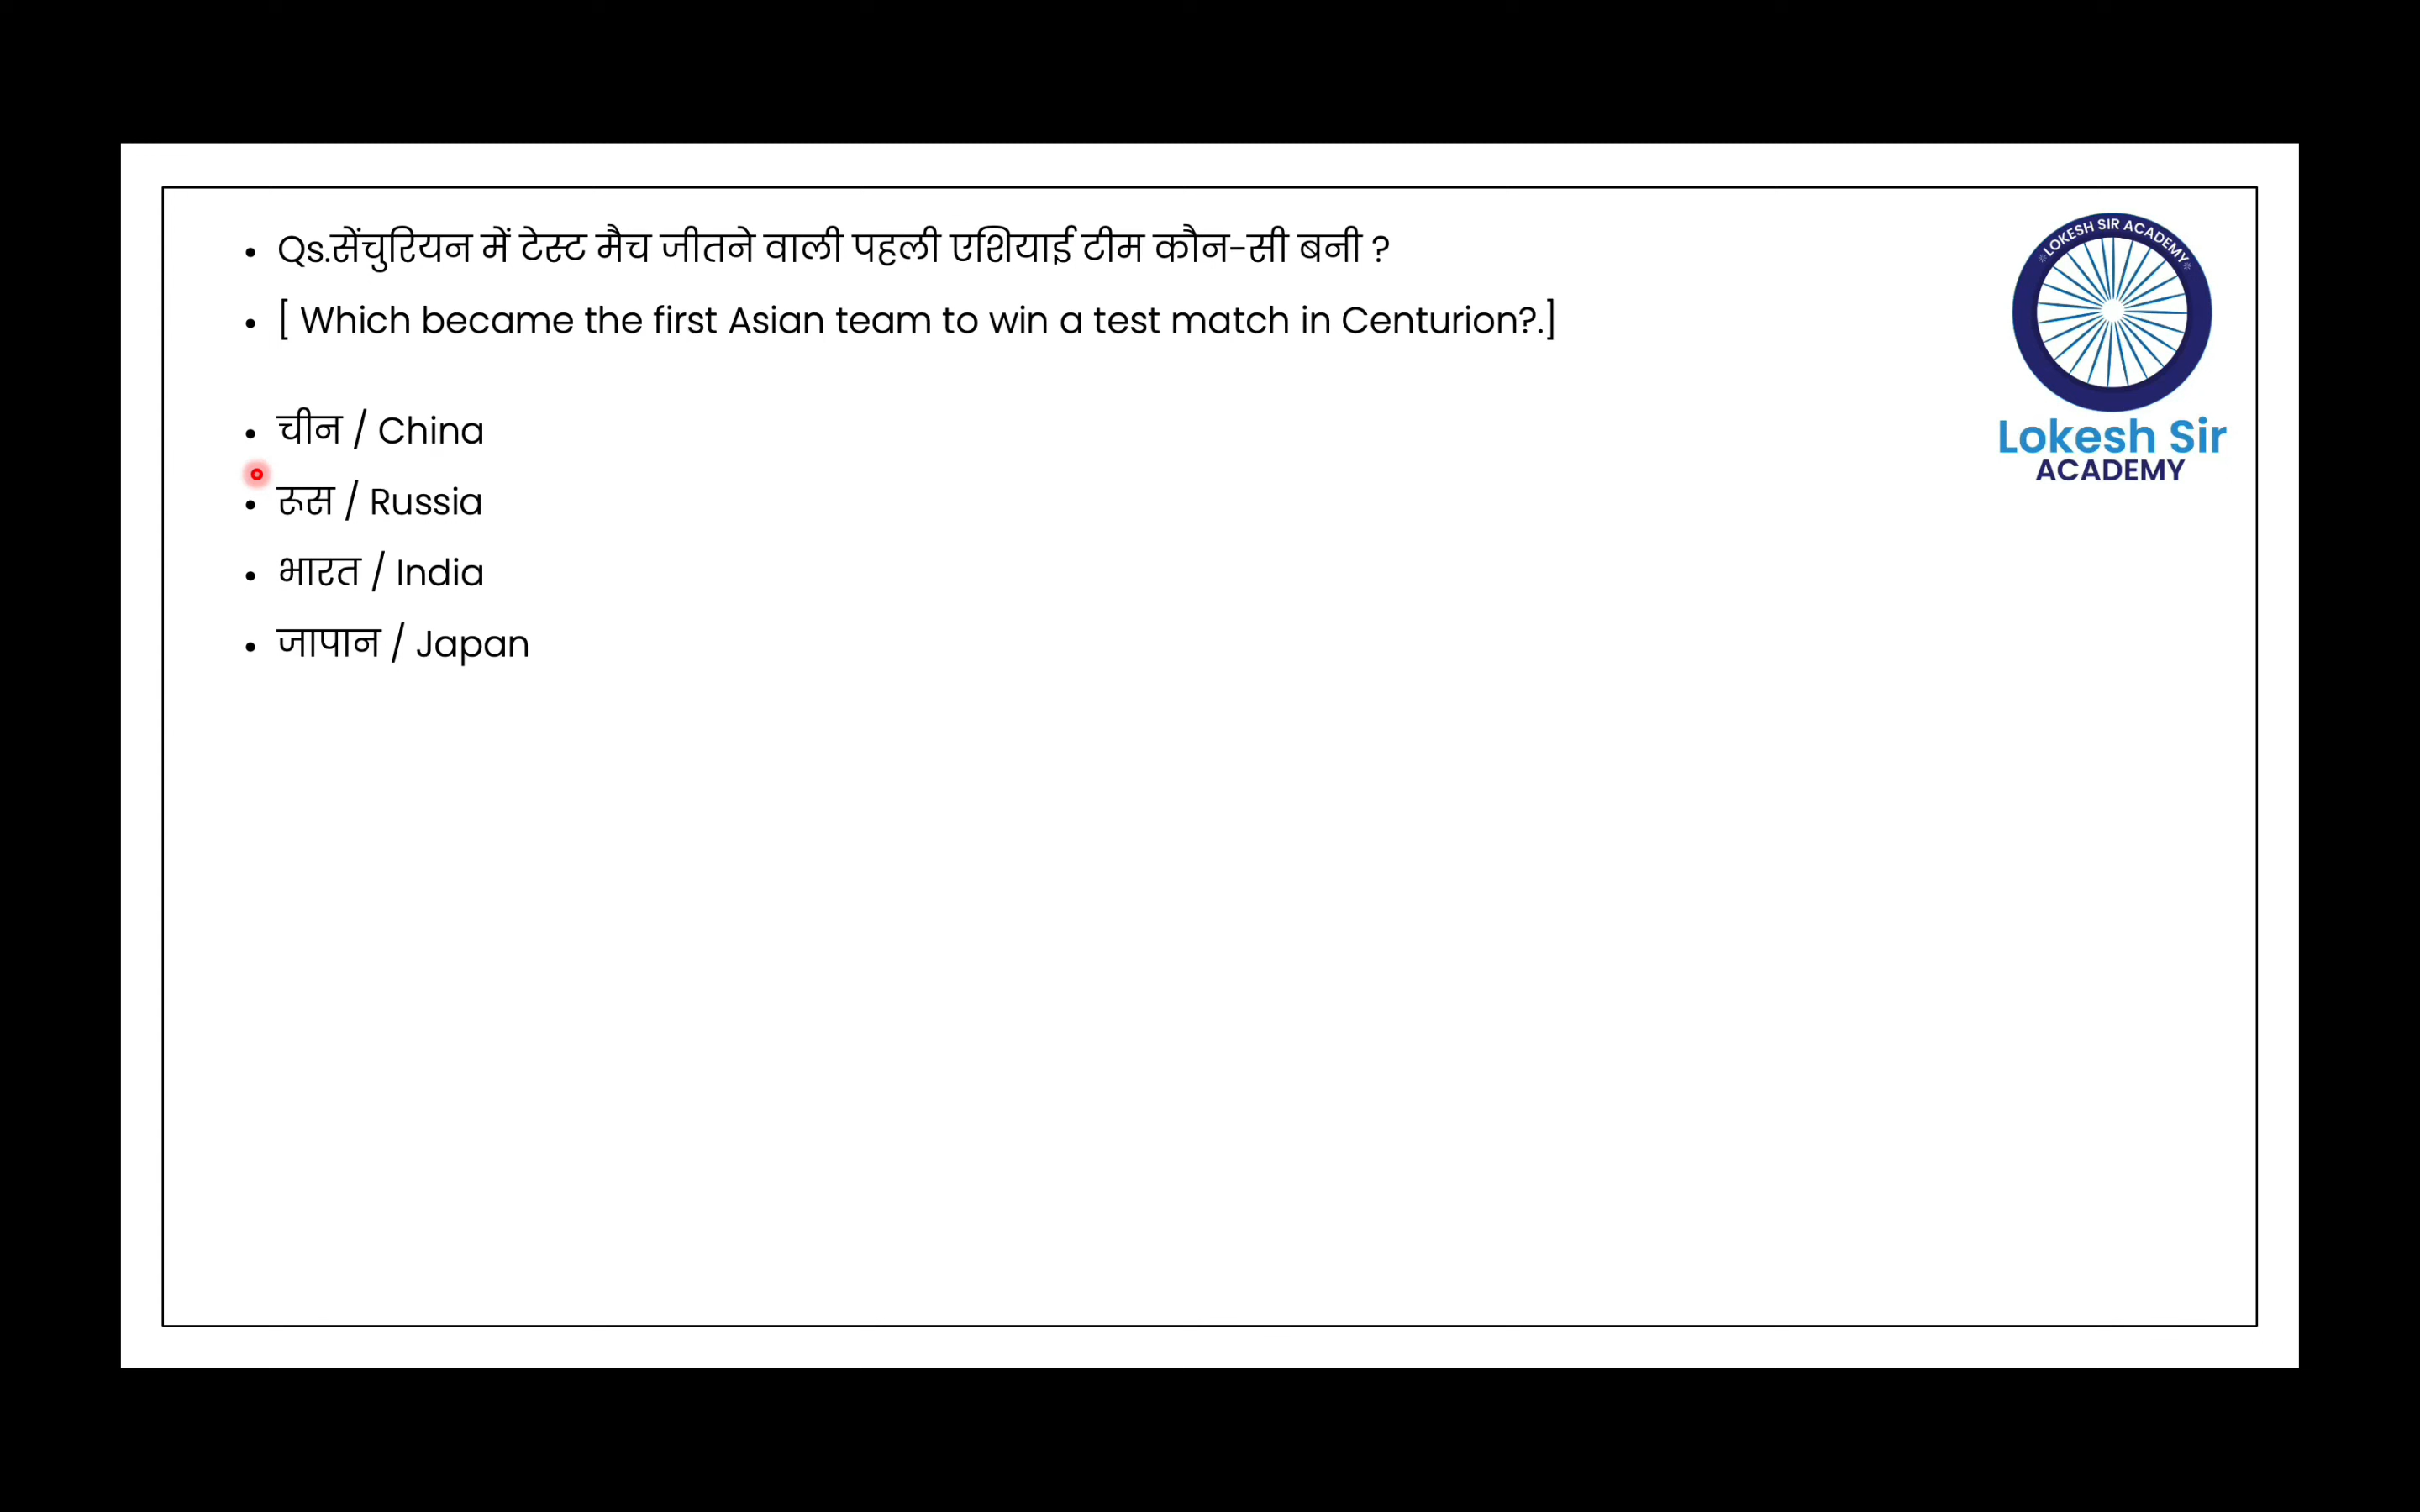 Qs.सेंचुरियन में टेस्ट मैच जीतने वाली पहली एशियाई टीम कौन-सी बनी ?
[ Which became the first Asian team to win a test match in Centurion?.]
चीन / China
रूस / Russia
भारत / India
जापान / Japan
LOKESH SIR ACADEMY
Lokesh Sir
ACADEMY